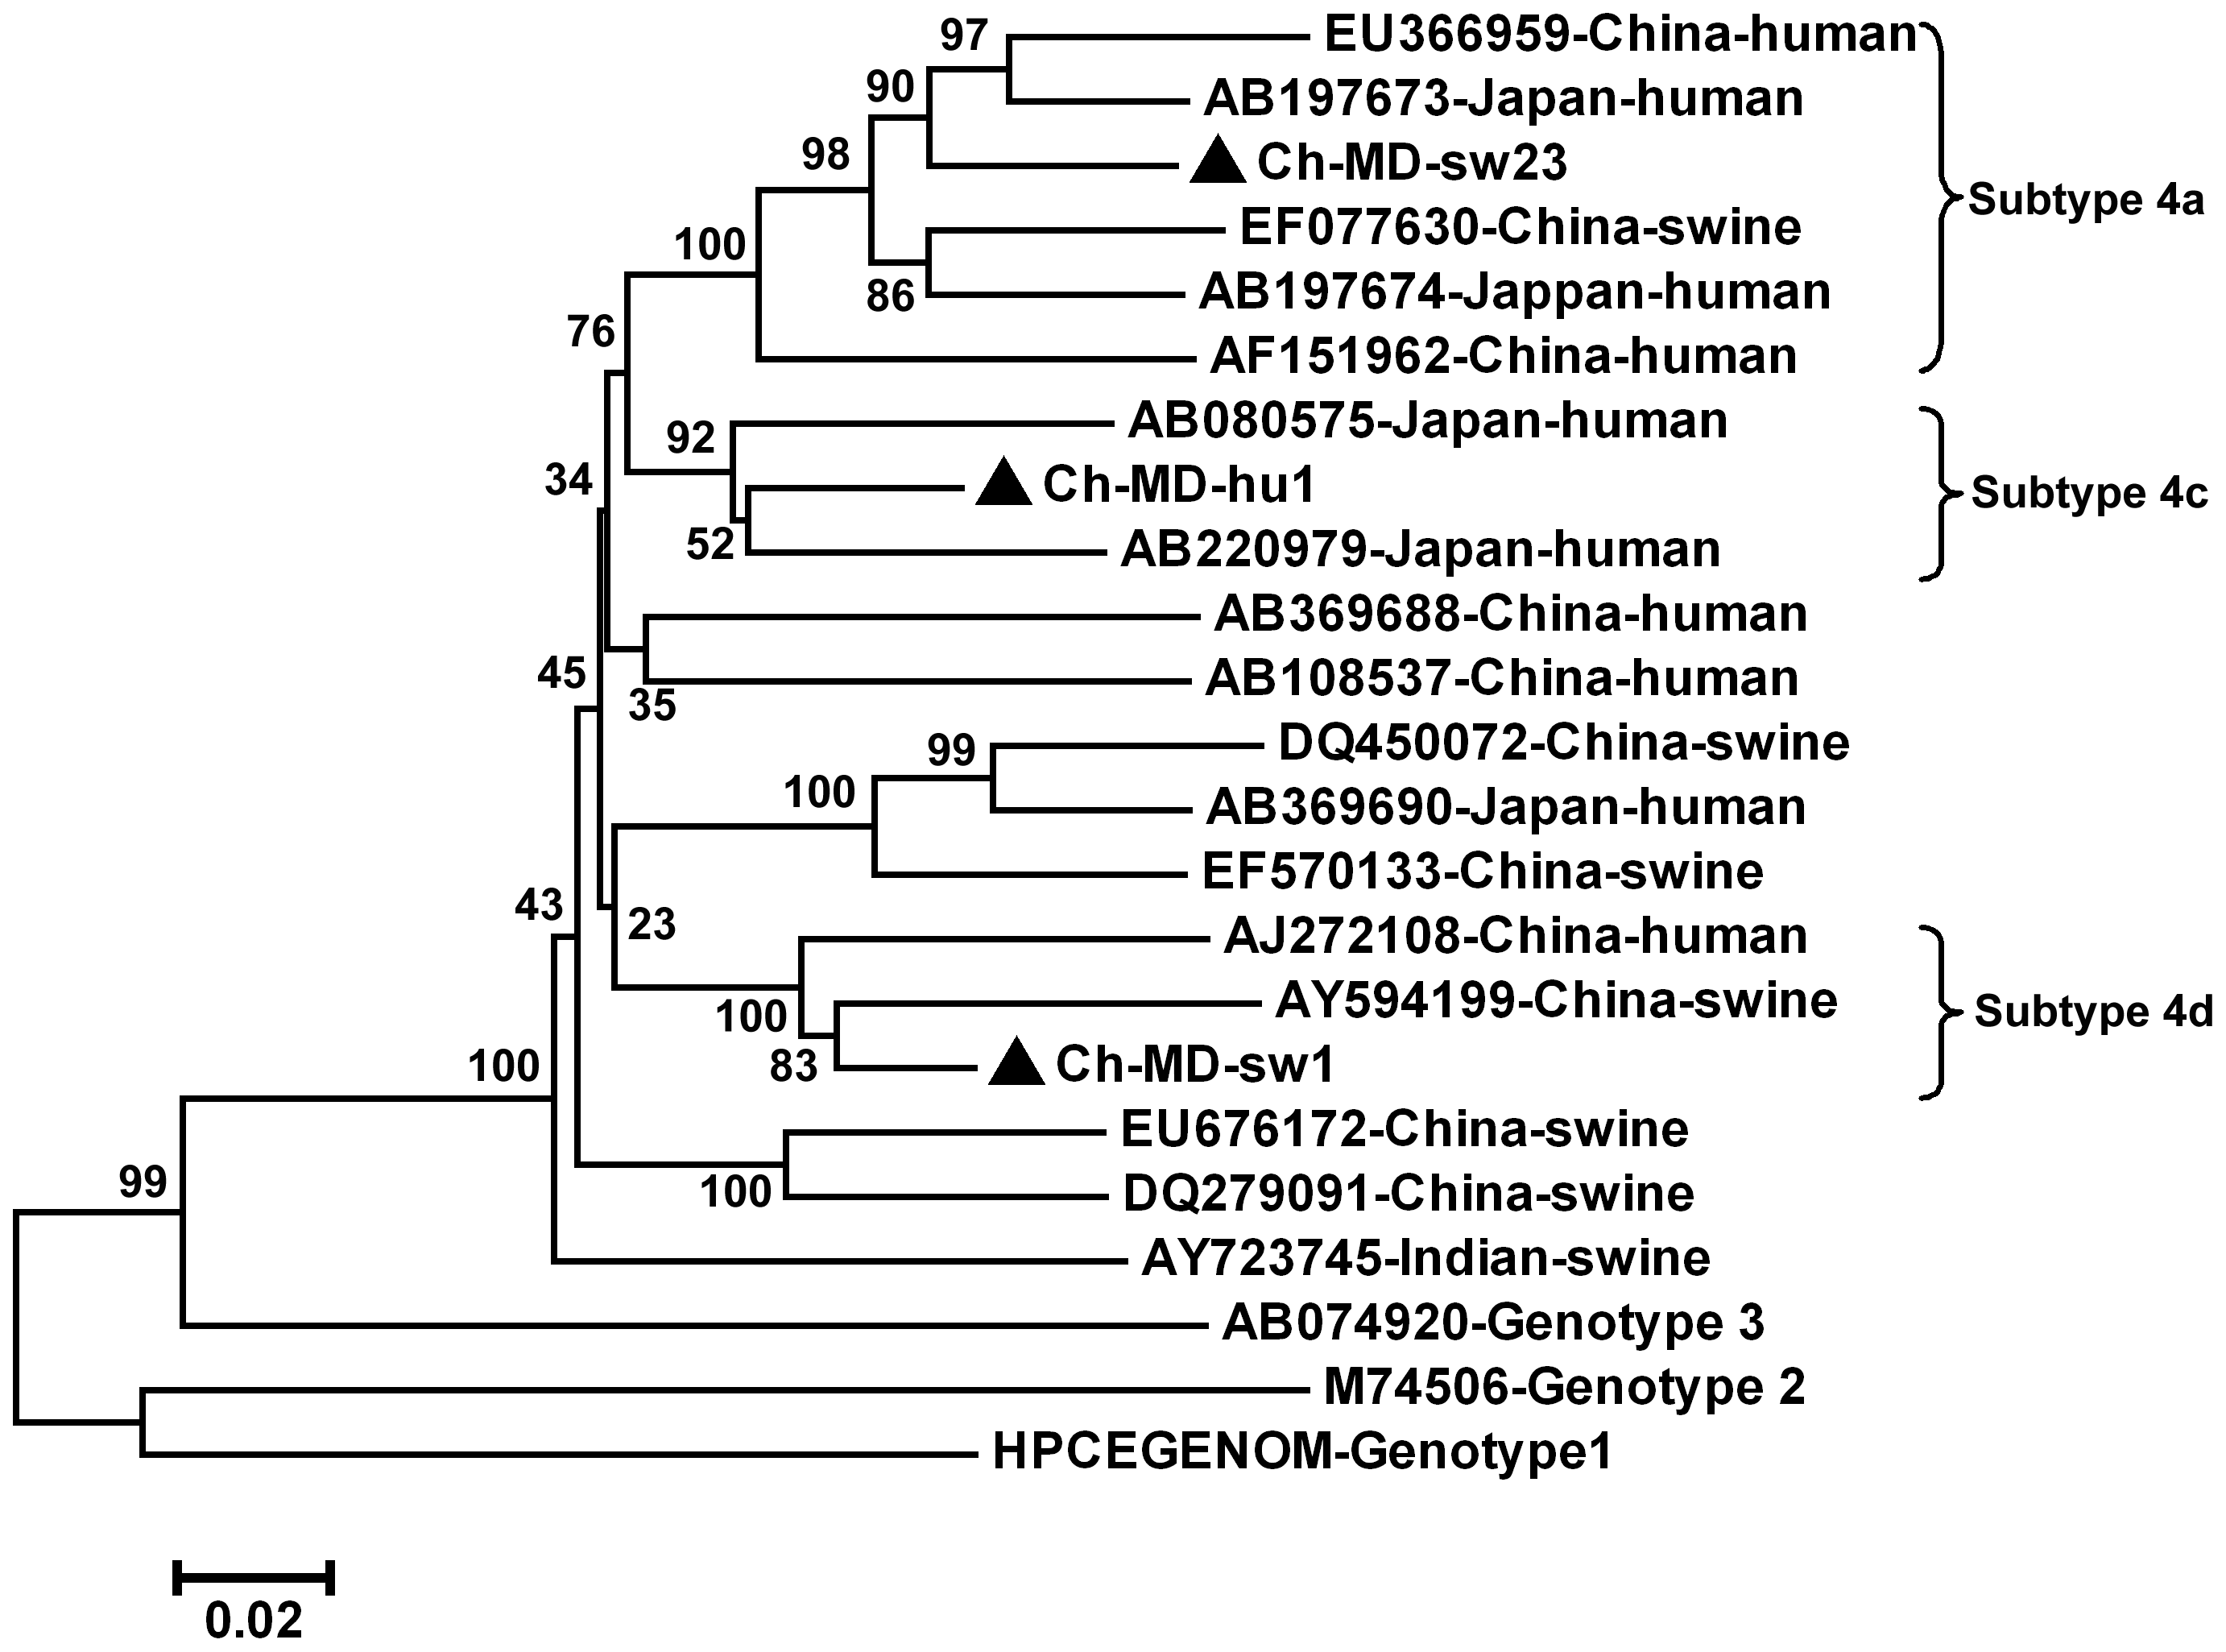 97
EU366959-China-human
90
AB197673-Japan-human
98
Ch-MD-sw23
Subtype 4a
EF077630-China-swine
100
86
AB197674-Jappan-human
76
AF151962-China-human
92
AB080575-Japan-human
34
Ch-MD-hu1
Subtype 4c
52
AB220979-Japan-human
AB369688-China-human
45
AB108537-China-human
35
99
DQ450072-China-swine
100
AB369690-Japan-human
EF570133-China-swine
43
23
AJ272108-China-human
100
AY594199-China-swine
Subtype 4d
83
Ch-MD-sw1
100
EU676172-China-swine
99
100
DQ279091-China-swine
AY723745-Indian-swine
AB074920-Genotype 3
M74506-Genotype 2
HPCEGENOM-Genotype1
0.02